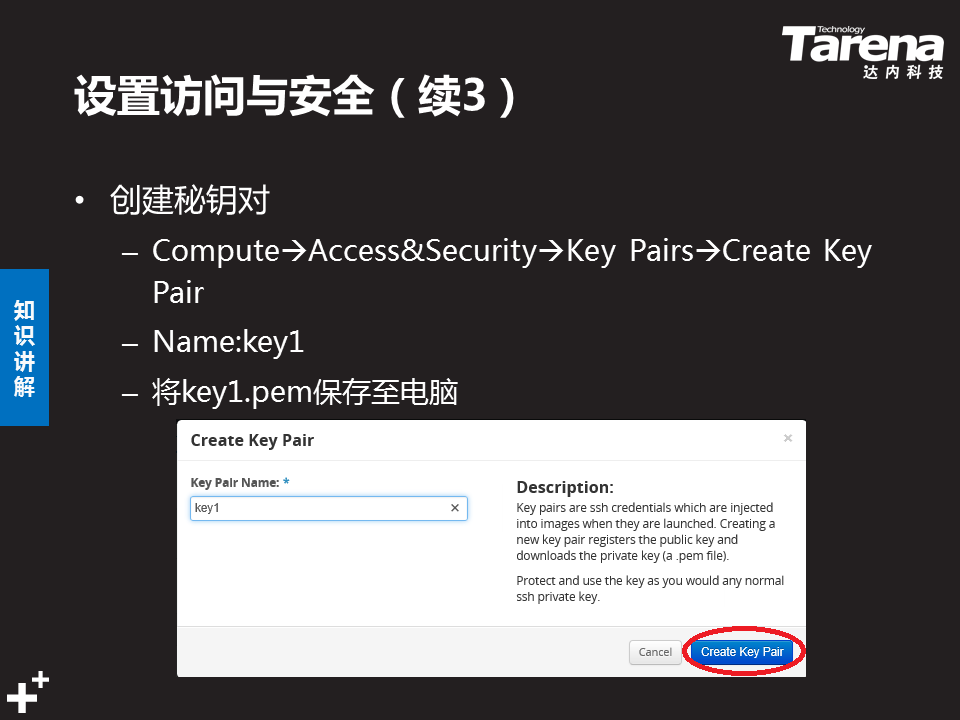 Technology
Tarena
达内科技
设置访问与安全（续3）
• 创建秘钥对
– Compute→Access&Security→Key Pairs→Create Key
Pair
– Name:key1
– 将key1.pem保存至电脑
知识讲解
Create Key Pair ×
Key Pair Name: *
key1 ×
Description:
Key pairs are ssh credentials which are injected
into images when they are launched. Creating a
new key pair registers the public key and
downloads the private key (a .pem file).
Protect and use the key as you would any normal
ssh private key.
Cancel Create Key Pair